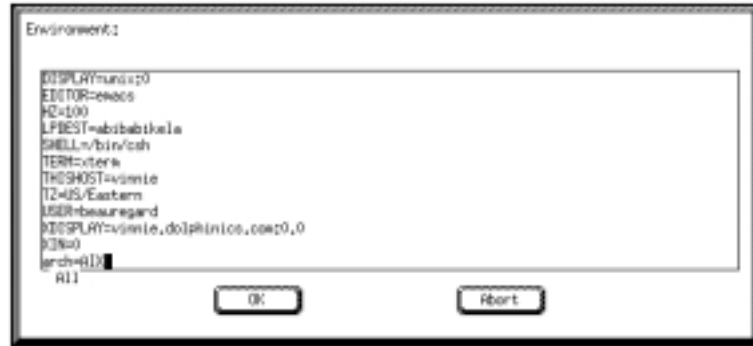 Environment:
DISPLAY=unix:0
EDITOR=emacs
HZ=100
LPDEST=abibabikela
SHELL=/bin/csh
TERM=xterm
THISHOST=vinnie
TZ=US/Eastern
USER=beauregard
XDISPLAY=vinnie.dolphinics.com:0.0
XIN=0
arch=AIX
All
OK
Abort